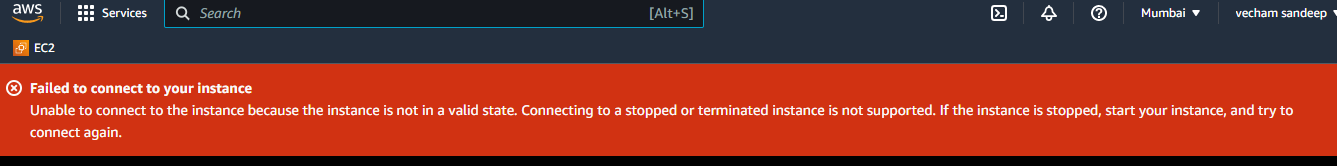 aws Services Search [Alt+S] Mumbai vecham sandeep
EC2
Failed to connect to your instance
Unable to connect to the instance because the instance is not in a valid state. Connecting to a stopped or terminated instance is not supported. If the instance is stopped, start your instance, and try to
connect again.